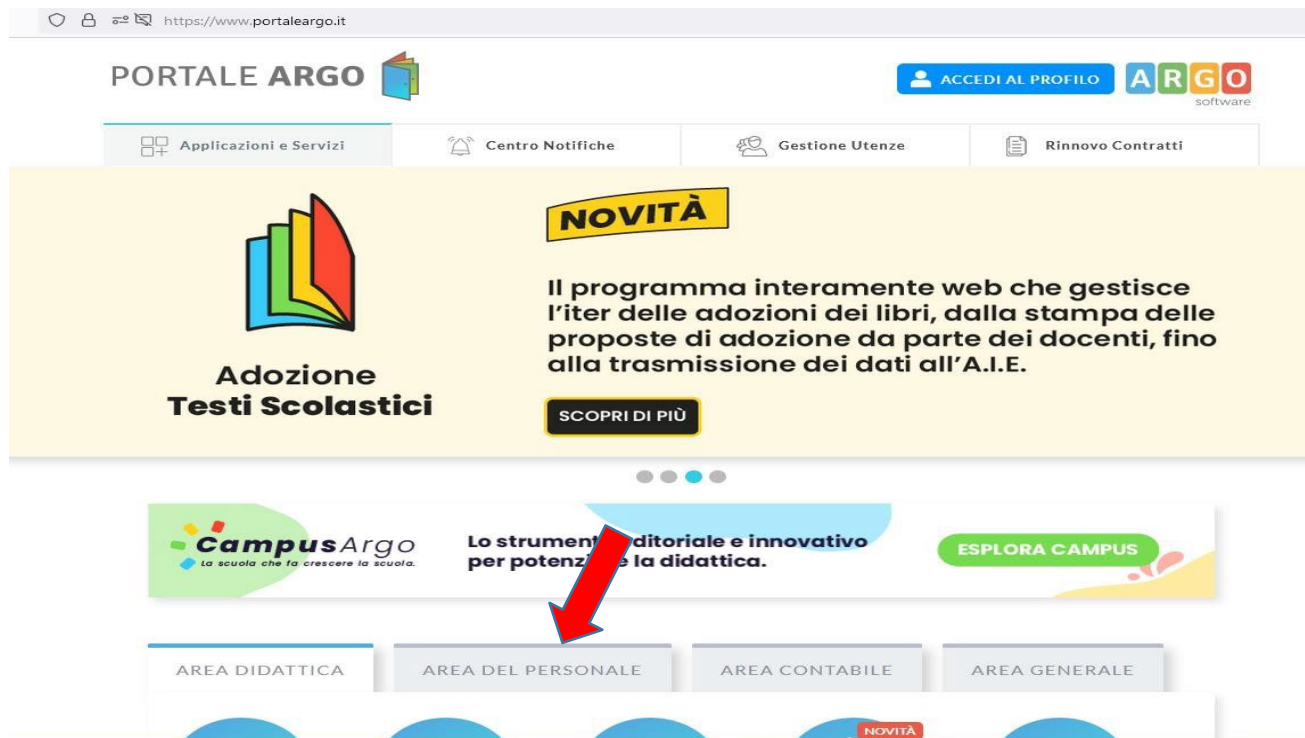 https://www.portaleargo.it
PORTALE ARGO
ACCEDI AL PROFILO
ARGO
software
Applicazioni e Servizi
Centro Notifiche
Gestione Utenze
Rinnovo Contratti
NOVITÀ
Il programma interamente web che gestisce
l'iter delle adozioni dei libri, dalla stampa delle
proposte di adozione da parte dei docenti, fino
alla trasmissione dei dati all'A.I.E.
Adozione
Testi Scolastici
SCOPRI DI PIÙ
CampusArgo
La scuola che fa crescere la scuola.
Lo strumento editoriale e innovativo
per potenziare la didattica.
ESPLORA CAMPUS
AREA DIDATTICA
AREA DEL PERSONALE
AREA CONTABILE
AREA GENERALE
NOVITÀ